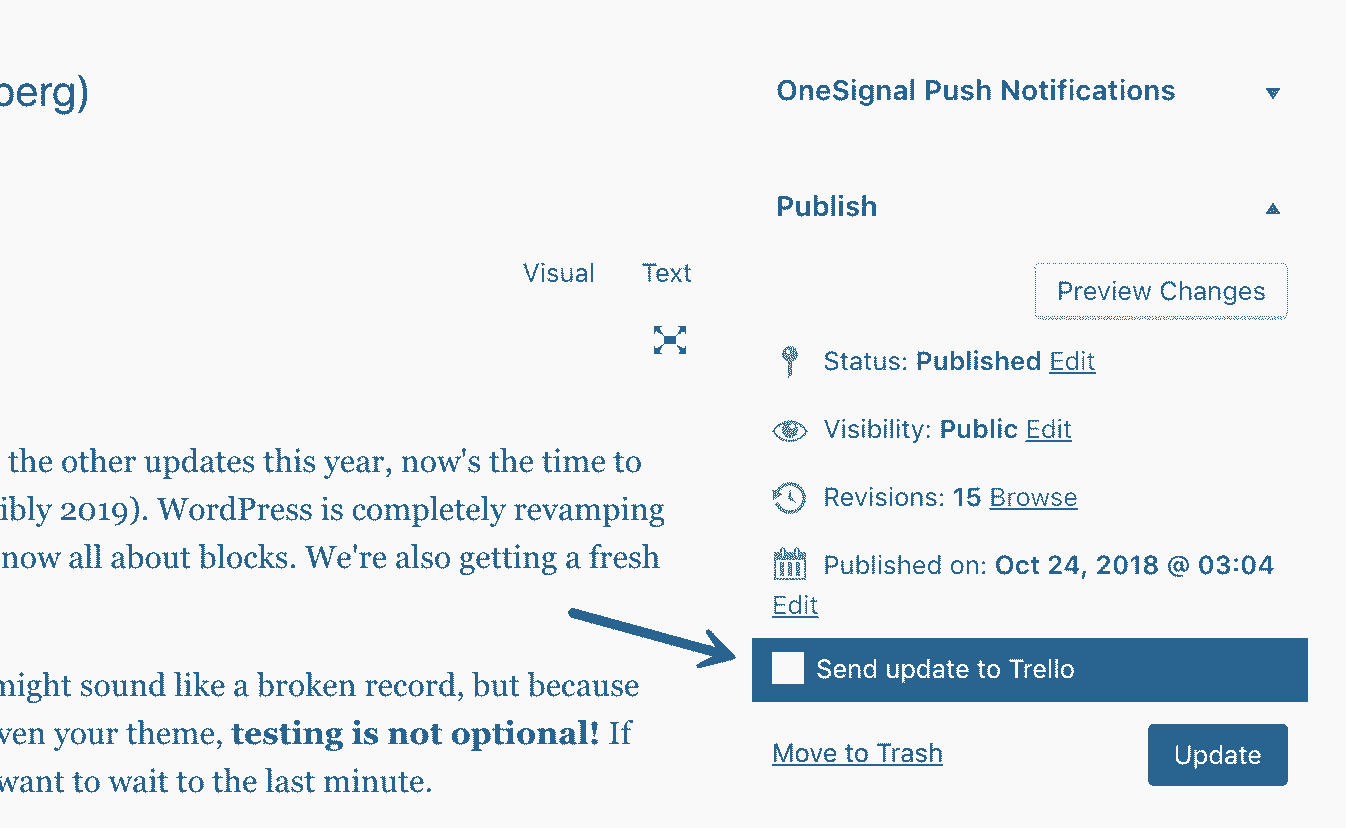 berg)
Visual Text
the other updates this year, now's the time to
ibly 2019). WordPress is completely revamping
now all about blocks. We're also getting a fresh
might sound like a broken record, but because
ven your theme, testing is not optional! If
want to wait to the last minute.
OneSignal Push Notifications
Publish
Preview Changes
Status: Published Edit
Visibility: Public Edit
Revisions: 15 Browse
Published on: Oct 24, 2018 @ 03:04
Edit
Send update to Trello
Move to Trash
Update